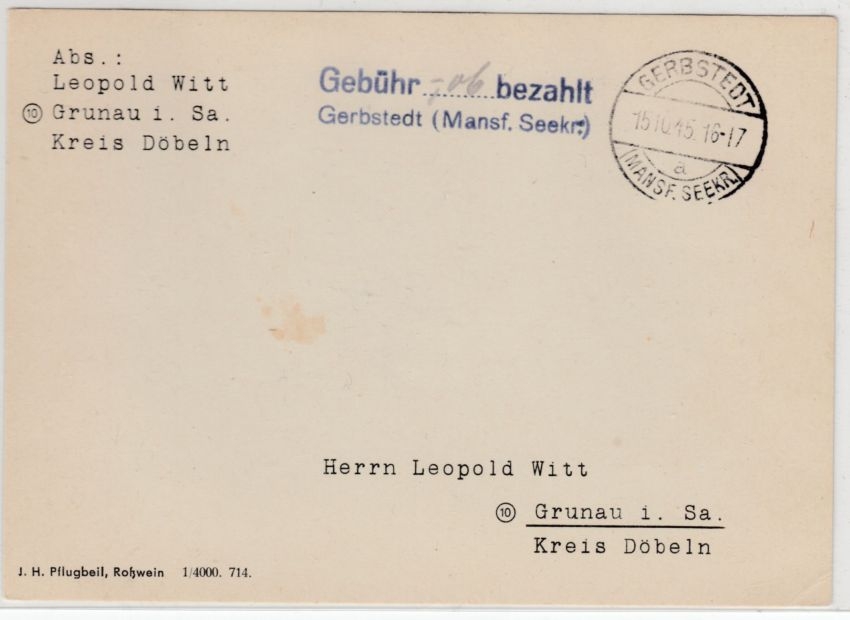 Abs.:
Leopold Witt
⑩ Grunau i. Sa.
Kreis Döbeln
Gebühr -,06 bezahlt
Gerbstedt (Mansf. Seekr.)
GERBSTEDT
15.10.45.16-17
a
(MANSF. SEEKR.)
Herrn Leopold Witt
⑩ Grunau i. Sa.
Kreis Döbeln
J. H. Pflugbeil, Roßwein 1/4000. 714.